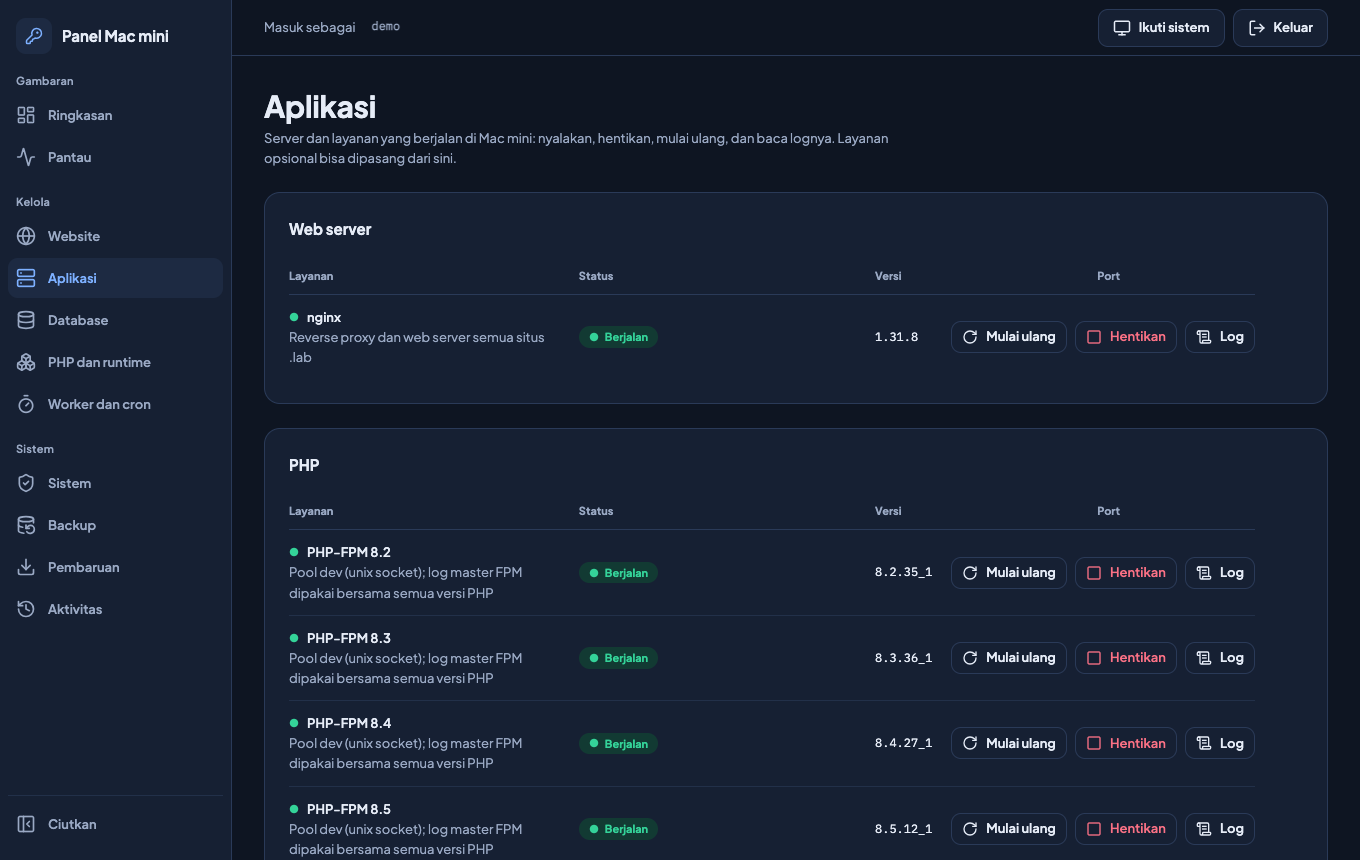 Panel Mac mini
Masuk sebagai demo
Ikuti sistem
Keluar
Gambaran
Ringkasan
Pantau
Kelola
Website
Aplikasi
Database
PHP dan runtime
Worker dan cron
Sistem
Sistem
Backup
Pembaruan
Aktivitas
Ciutkan
Aplikasi
Server dan layanan yang berjalan di Mac mini: nyalakan, hentikan, mulai ulang, dan baca lognya. Layanan
opsional bisa dipasang dari sini.
Web server
Layanan Status Versi Port
nginx
Reverse proxy dan web server semua situs
.lab
Berjalan 1.31.8 Mulai ulang Hentikan Log
PHP
Layanan Status Versi Port
PHP-FPM 8.2
Pool dev (unix socket); log master FPM
dipakai bersama semua versi PHP
Berjalan 8.2.35_1 Mulai ulang Hentikan Log
PHP-FPM 8.3
Pool dev (unix socket); log master FPM
dipakai bersama semua versi PHP
Berjalan 8.3.36_1 Mulai ulang Hentikan Log
PHP-FPM 8.4
Pool dev (unix socket); log master FPM
dipakai bersama semua versi PHP
Berjalan 8.4.27_1 Mulai ulang Hentikan Log
PHP-FPM 8.5
Pool dev (unix socket); log master FPM
dipakai bersama semua versi PHP
Berjalan 8.5.12_1 Mulai ulang Hentikan Log